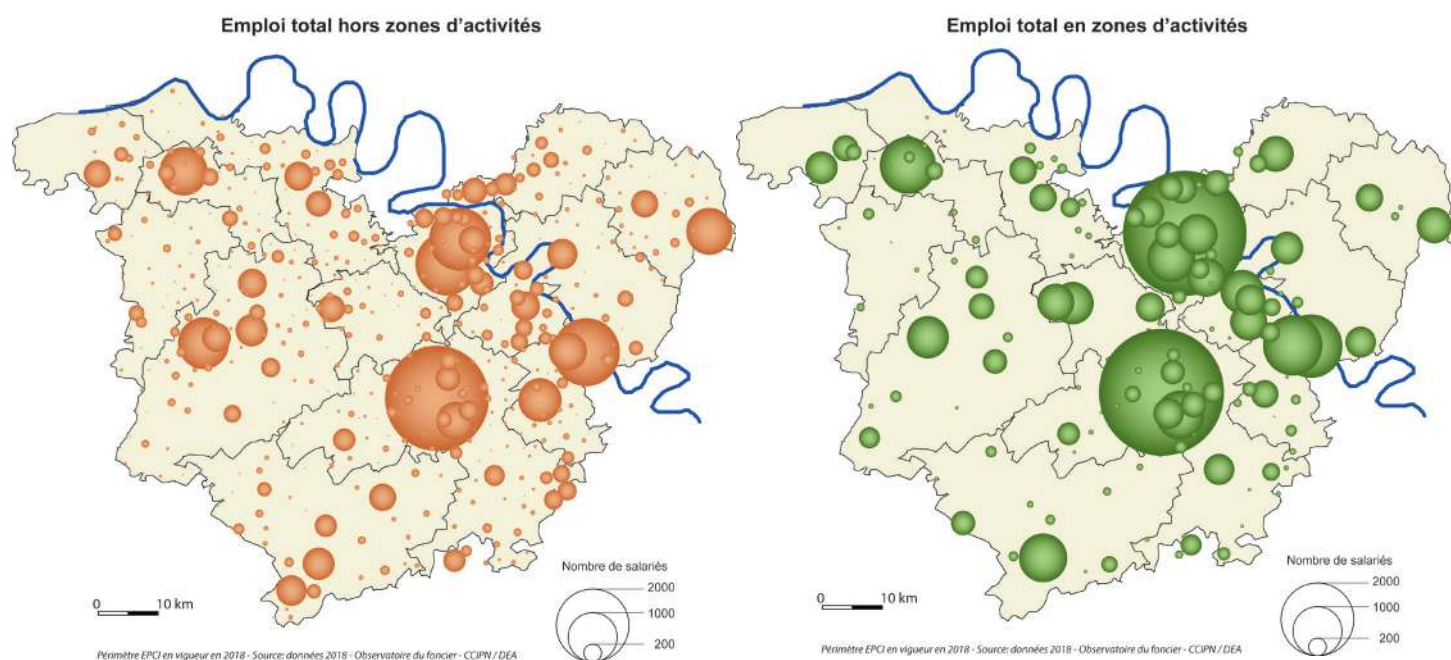 Emploi total hors zones d'activités
Nombre de salariés
2000
1000
200
0 10 km
Périmètre EPCI en vigueur en 2018 - Source: données 2018 - Observatoire du foncier - CCIPN / DEA
Emploi total en zones d'activités
Nombre de salariés
2000
1000
200
0 10 km
Périmètre EPCI en vigueur en 2018 - Source: données 2018 - Observatoire du foncier - CCIPN / DEA